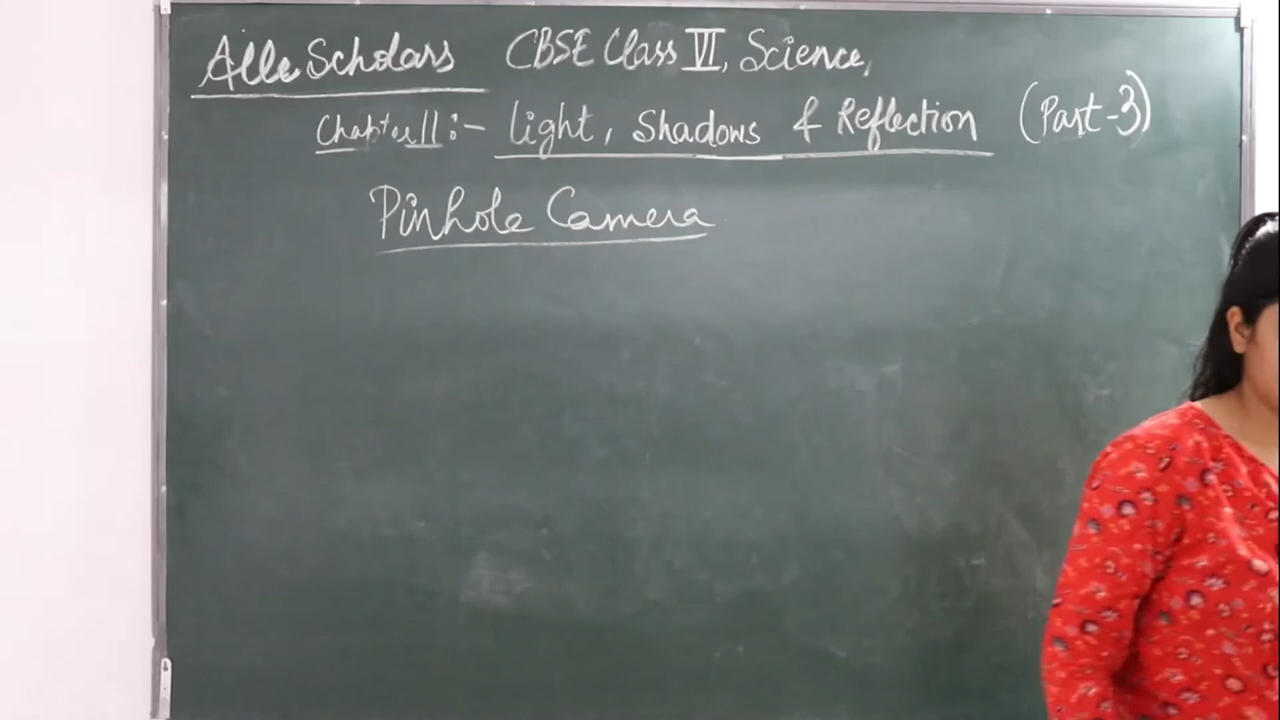 Alle Scholars CBSE Class VI, Science,
Chapter 11:- Light, Shadows & Reflection (Part-3)
Pinhole Camera